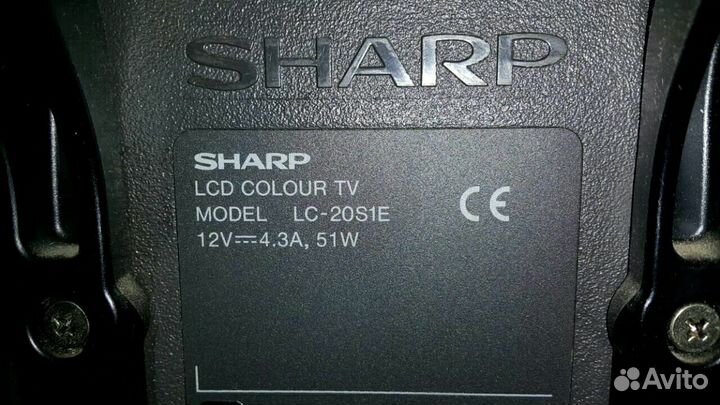 SHARP
SHARP
LCD COLOUR TV
MODEL LC-20S1E
12V⎓4.3A, 51W
CE
Avito